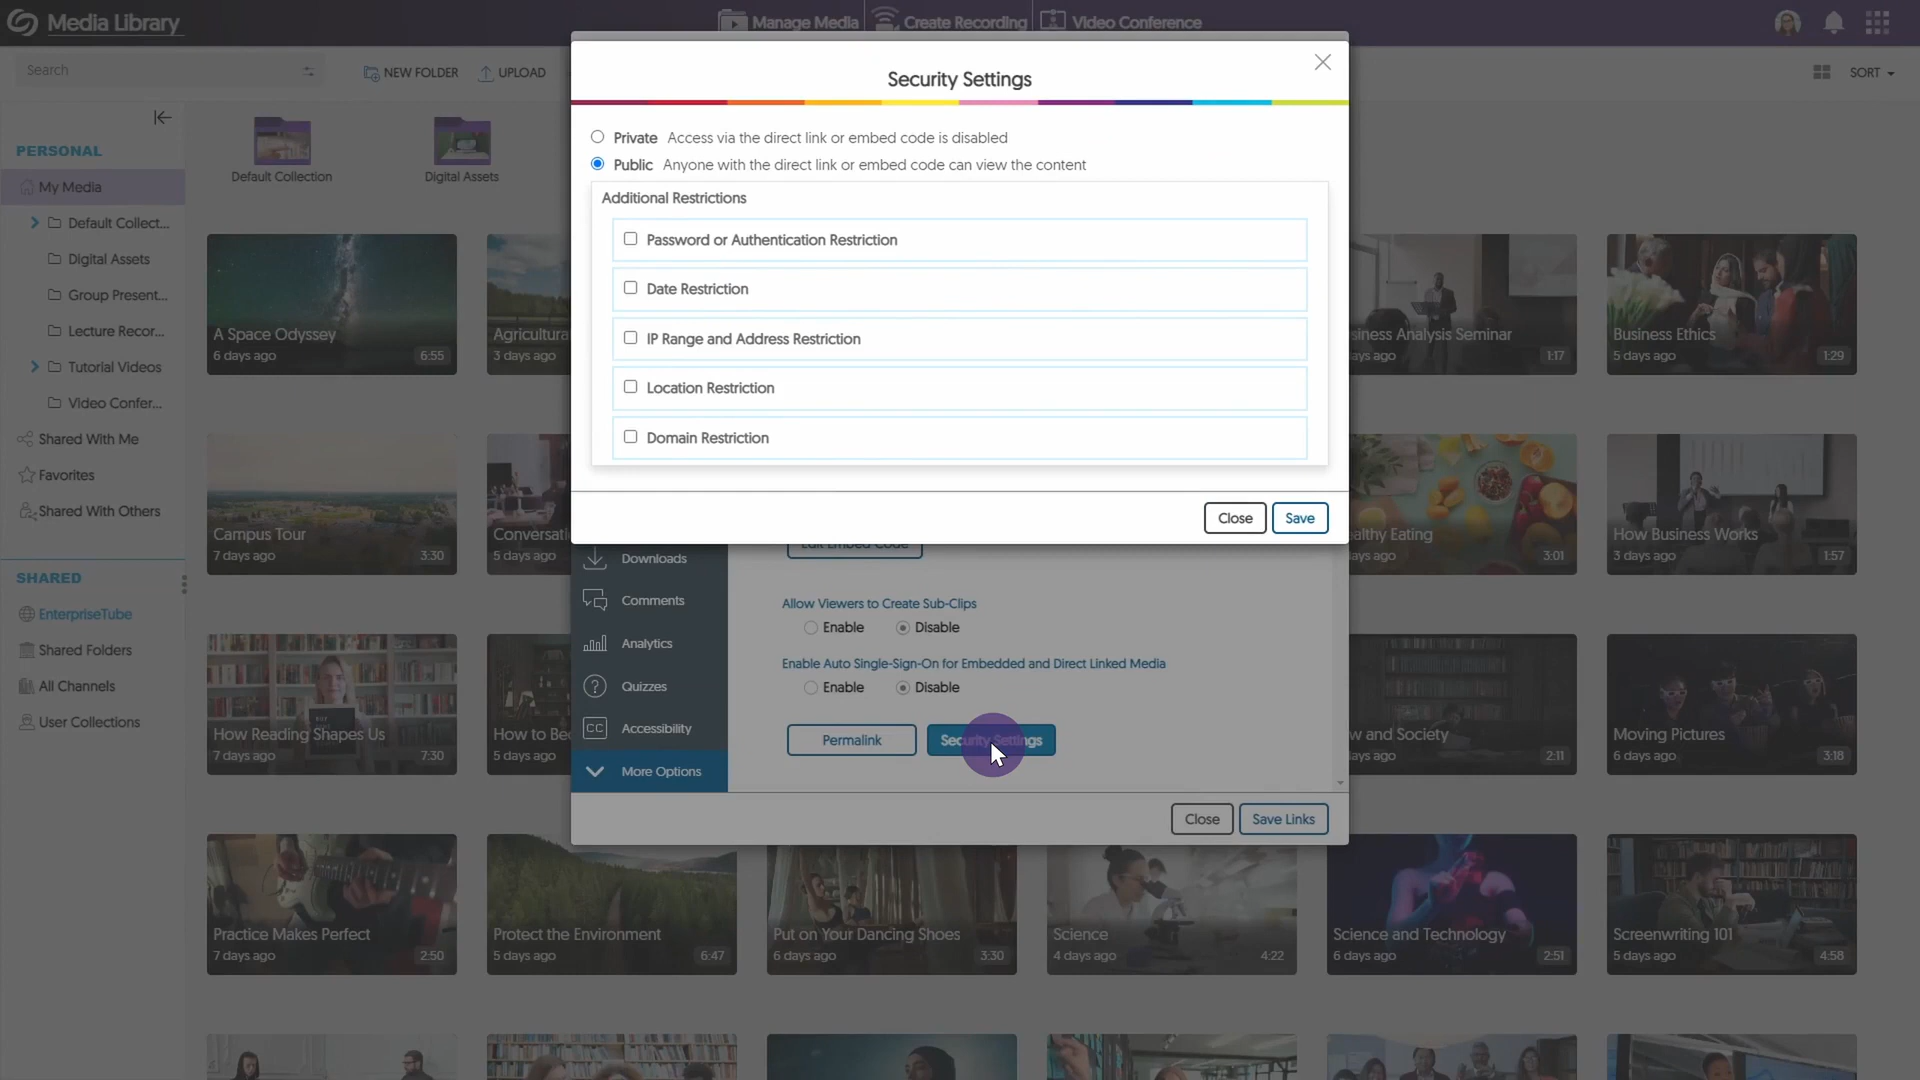 Media Library
Manage Media
Create Recording
Video Conference
Search
NEW FOLDER
UPLOAD
SORT
Security Settings
Private Access via the direct link or embed code is disabled
Public Anyone with the direct link or embed code can view the content
Additional Restrictions
Password or Authentication Restriction
Date Restriction
IP Range and Address Restriction
Location Restriction
Domain Restriction
Close
Save
PERSONAL
My Media
Default Collect...
Digital Assets
Group Present...
Lecture Recor...
Tutorial Videos
Video Confer...
Shared With Me
Favorites
Shared With Others
SHARED
EnterpriseTube
Shared Folders
All Channels
User Collections
Default Collection
Digital Assets
A Space Odyssey
6 days ago 6:55
Agricultura
3 days ago
iness Analysis Seminar
ays ago 1:17
Business Ethics
5 days ago 1:29
Campus Tour
7 days ago 3:30
Conversati
5 days ago
althy Eating
ays ago 3:01
How Business Works
3 days ago 1:57
Edit Embed Code
Downloads
Comments
Analytics
Quizzes
CC Accessibility
More Options
Allow Viewers to Create Sub-Clips
Enable Disable
Enable Auto Single-Sign-On for Embedded and Direct Linked Media
Enable Disable
Permalink
Security Settings
Close
Save Links
How Reading Shapes Us
7 days ago 7:30
How to Be
5 days ago
w and Society
ays ago 2:11
Moving Pictures
6 days ago 3:18
Practice Makes Perfect
7 days ago 2:50
Protect the Environment
5 days ago 6:47
Put on Your Dancing Shoes
6 days ago 3:30
Science
4 days ago 4:22
Science and Technology
6 days ago 2:51
Screenwriting 101
5 days ago 4:58